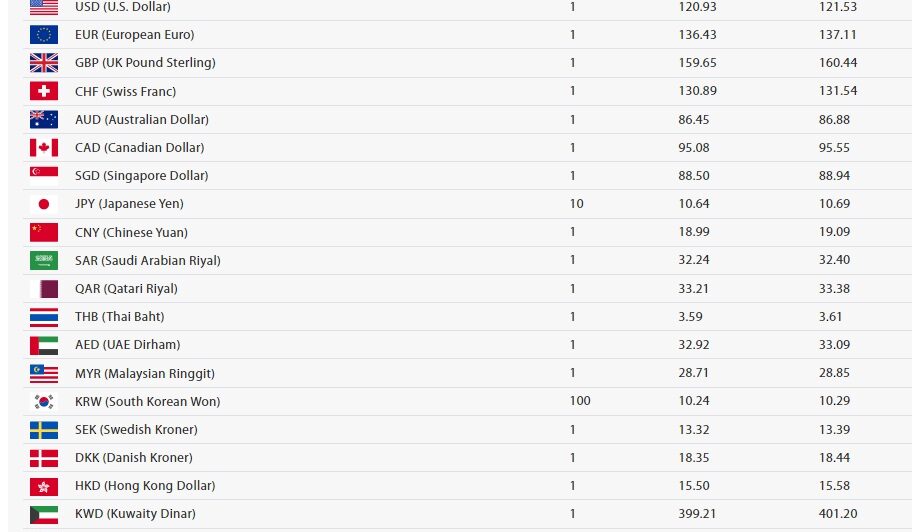 USD (U.S. Dollar) 1 120.93 121.53
EUR (European Euro) 1 136.43 137.11
GBP (UK Pound Sterling) 1 159.65 160.44
CHF (Swiss Franc) 1 130.89 131.54
AUD (Australian Dollar) 1 86.45 86.88
CAD (Canadian Dollar) 1 95.08 95.55
SGD (Singapore Dollar) 1 88.50 88.94
JPY (Japanese Yen) 10 10.64 10.69
CNY (Chinese Yuan) 1 18.99 19.09
SAR (Saudi Arabian Riyal) 1 32.24 32.40
QAR (Qatari Riyal) 1 33.21 33.38
THB (Thai Baht) 1 3.59 3.61
AED (UAE Dirham) 1 32.92 33.09
MYR (Malaysian Ringgit) 1 28.71 28.85
KRW (South Korean Won) 100 10.24 10.29
SEK (Swedish Kroner) 1 13.32 13.39
DKK (Danish Kroner) 1 18.35 18.44
HKD (Hong Kong Dollar) 1 15.50 15.58
KWD (Kuwaity Dinar) 1 399.21 401.20